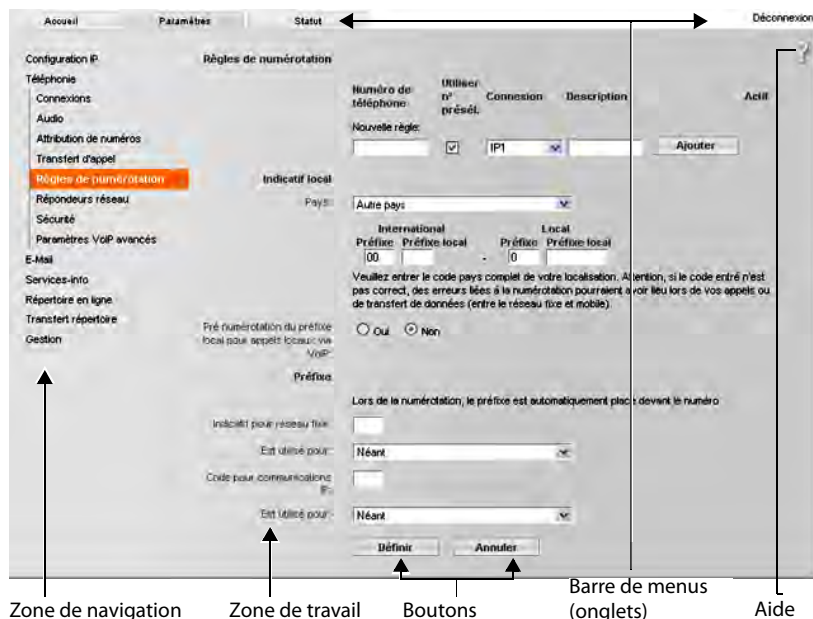 Accueil Paramètres Statut Déconnexion
Configuration IP
Téléphonie
Connexions
Audio
Attribution de numéros
Transfert d'appel
Règles de numérotation
Répondeurs réseau
Sécurité
Paramètres VoIP avancés
E-Mail
Services-info
Répertoire en ligne
Transfert répertoire
Gestion
Règles de numérotation
Numéro de téléphone Utiliser n° présél. Connexion Description Actif
Nouvelle règle:
IP1 Ajouter
Indicatif local
Pays: Autre pays
International Local
Préfixe Préfixe local Préfixe Préfixe local
00 - 0
Veuillez entrer le code pays complet de votre localisation. Attention, si le code entré n'est
pas correct, des erreurs liées à la numérotation pourraient avoir lieu lors de vos appels ou
de transfert de données (entre le réseau fixe et mobile).
Pré numérotation du préfixe
local pour appels locaux via
VoIP:
Oui Non
Préfixe
Lors de la numérotation, le préfixe est automatiquement placé devant le numéro
Indicatif pour réseau fixe:
Est utilisé pour: Néant
Code pour communications
IP:
Est utilisé pour: Néant
Définir Annuler
?
Zone de navigation Zone de travail Boutons Barre de menus
(onglets) Aide